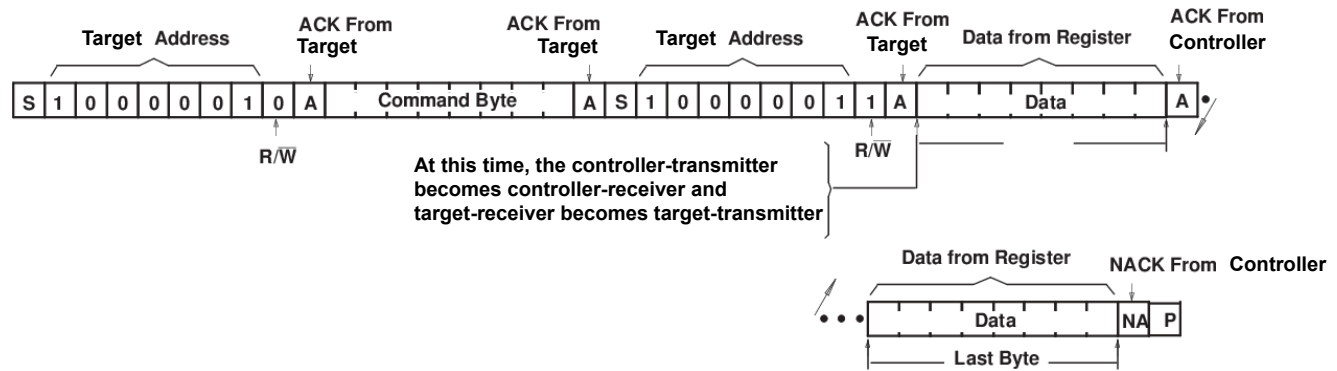 ACK From Target
ACK From Target
ACK From Target
ACK From Controller
Target Address
Target Address
Data from Register
S 1 0 0 0 0 0 1 0 A Command Byte A S 1 0 0 0 0 0 1 1 A Data A
R/W̅
R/W̅
At this time, the controller-transmitter
becomes controller-receiver and
target-receiver becomes target-transmitter
Data from Register
NACK From Controller
Data NA P
Last Byte